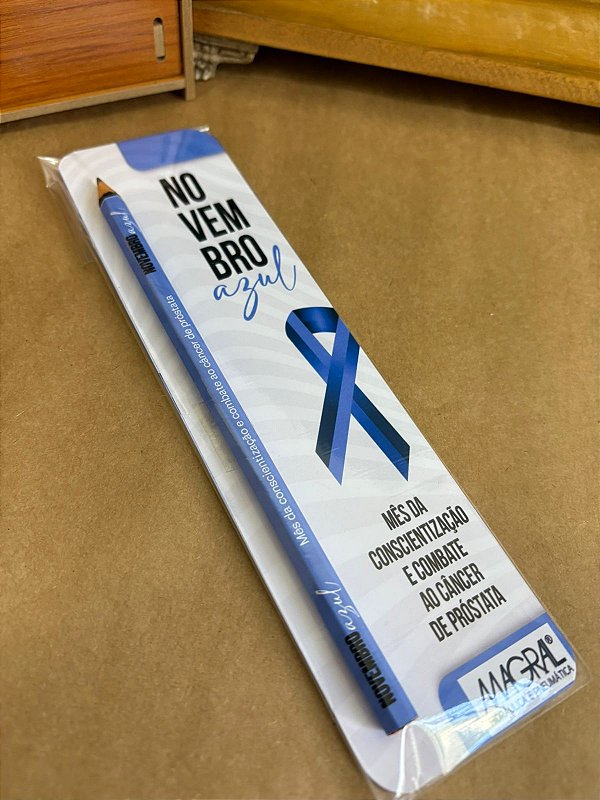 NO
VEM
BRO
azul
MÊS DA
CONSCIENTIZAÇÃO
E COMBATE
AO CÂNCER
DE PRÓSTATA
MAGRAL®
E PNEUMÁTICA
NOVEMBRO azul
Mês da conscientização e combate ao câncer de próstata
NOVEMBRO azul